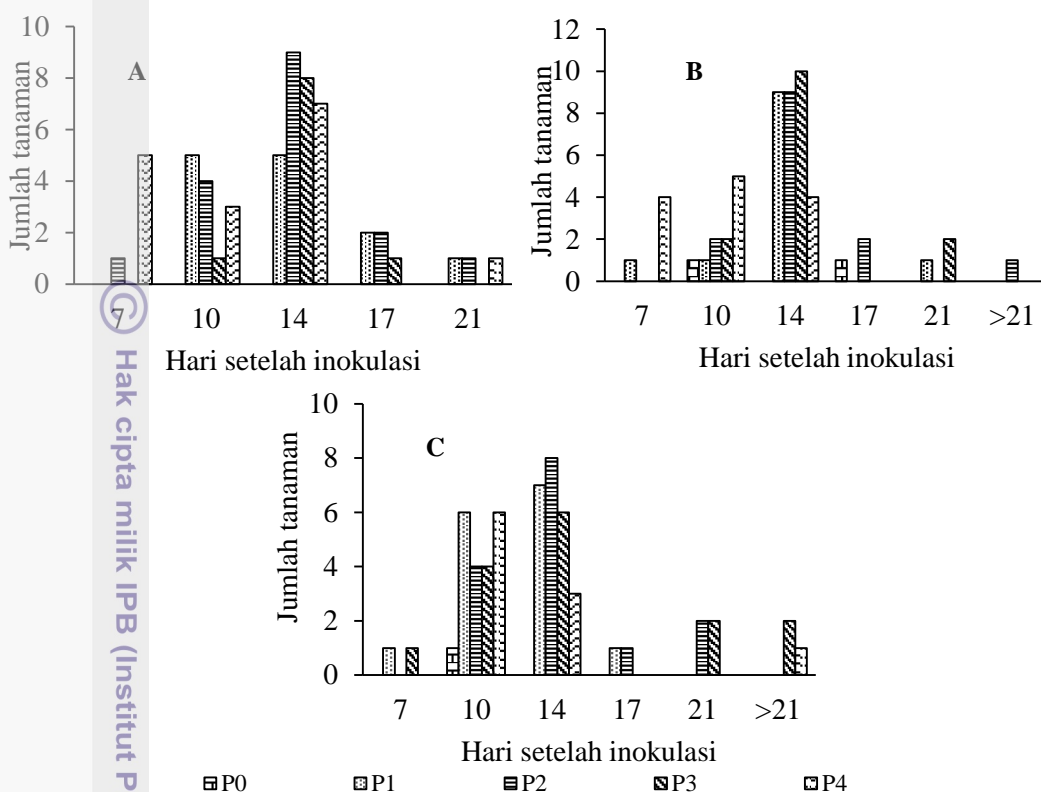 10
8
6
4
2
0
Jumlah tanaman
A
7 10 14 17 21
Hari setelah inokulasi
12
10
8
6
4
2
0
Jumlah tanaman
B
7 10 14 17 21 >21
Hari setelah inokulasi
10
8
6
4
2
0
Jumlah tanaman
C
7 10 14 17 21 >21
Hari setelah inokulasi
P0 P1 P2 P3 P4
© Hak cipta milik IPB (Institut P